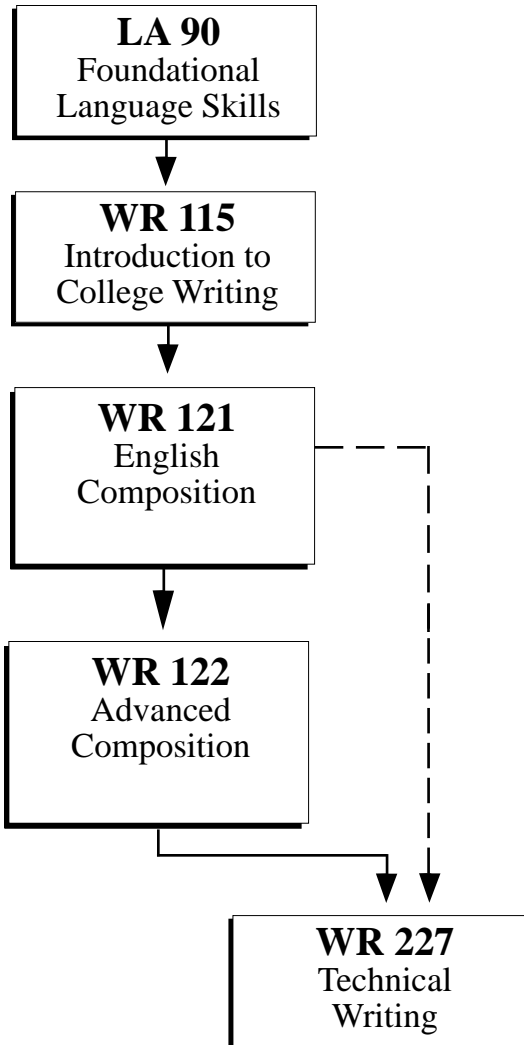 LA 90
Foundational
Language Skills
WR 115
Introduction to
College Writing
WR 121
English
Composition
WR 122
Advanced
Composition
WR 227
Technical
Writing